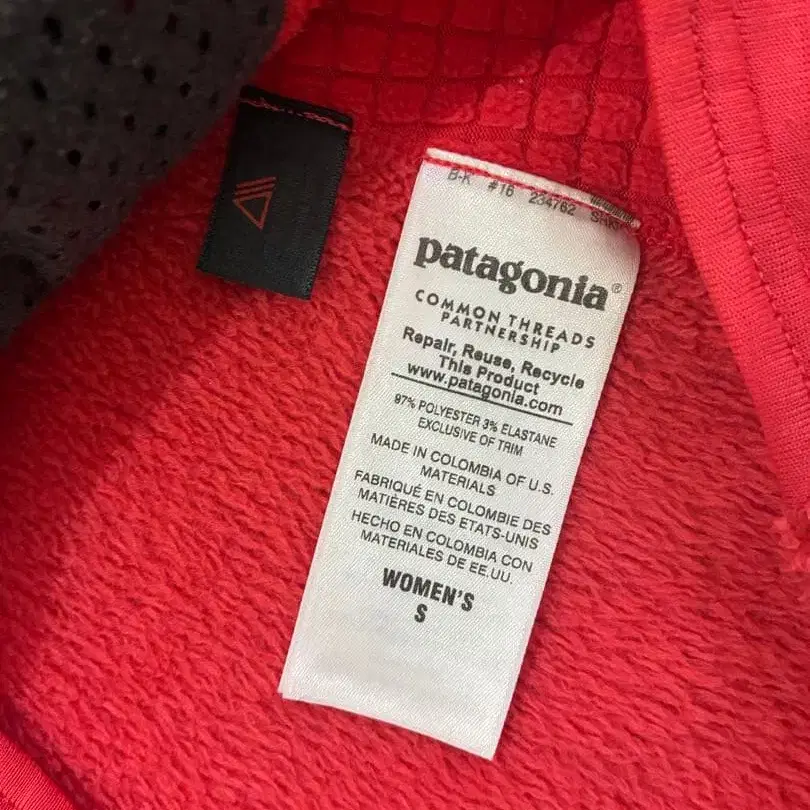 B-K #16 234762
patagonia®
COMMON THREADS
PARTNERSHIP
Repair, Reuse, Recycle
This Product
www.patagonia.com
97% POLYESTER 3% ELASTANE
EXCLUSIVE OF TRIM
MADE IN COLOMBIA OF U.S.
MATERIALS
FABRIQUÉ EN COLOMBIE DES
MATIÈRES DES ETATS-UNIS
HECHO EN COLOMBIA CON
MATERIALES DE EE.UU.
WOMEN'S
S